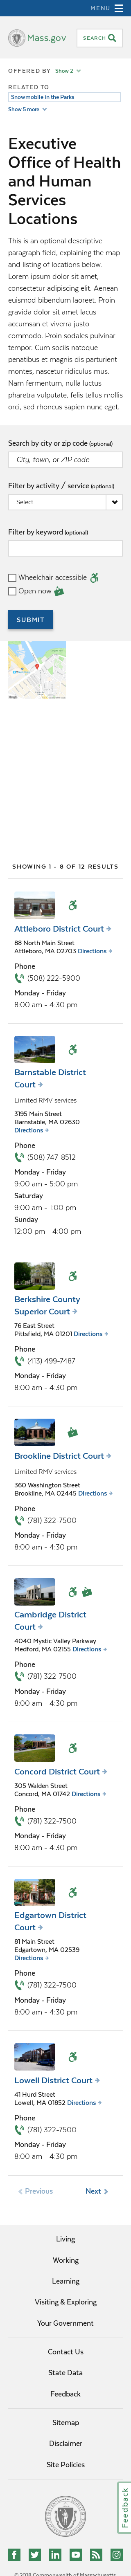 MENU
Mass.gov
SEARCH
OFFERED BY Show 2
RELATED TO
Snowmobile in the Parks
Show 5 more
Executive
Office of Health
and Human
Services
Locations
This is an optional descriptive
paragraph, explaining the map
and listing of locations below.
Lorem ipsum dolor sit amet,
consectetur adipiscing elit.
Aenean euismod bibendum laoreet. Proin
gravida dolor sit amet lacus
accumsan et viverra justo
commodo. Proin sodales pulvinar
tempor. Cum sociis natoque
penatibus et magnis dis parturient
montes, nascetur ridiculus mus.
Nam fermentum, nulla luctus
pharetra vulputate, felis tellus mollis
orci, sed rhoncus sapien nunc eget.
Search by city or zip code (optional)
City, town, or ZIP code
Filter by activity / service (optional)
Select
Filter by keyword (optional)
Wheelchair accessible
Open now
SUBMIT
SHOWING 1 - 8 OF 12 RESULTS
Attleboro District Court
88 North Main Street
Attleboro, MA 02703 Directions
Phone
(508) 222-5900
Monday - Friday
8:00 am - 4:30 pm
Barnstable District
Court
Limited RMV services
3195 Main Street
Barnstable, MA 02630
Directions
Phone
(508) 747-8512
Monday - Friday
9:00 am - 5:00 pm
Saturday
9:00 am - 1:00 pm
Sunday
12:00 pm - 4:00 pm
Berkshire County
Superior Court
76 East Street
Pittsfield, MA 01201 Directions
Phone
(413) 499-7487
Monday - Friday
8:00 am - 4:30 pm
Brookline District Court
Limited RMV services
360 Washington Street
Brookline, MA 02445 Directions
Phone
(781) 322-7500
Monday - Friday
8:00 am - 4:30 pm
Cambridge District
Court
4040 Mystic Valley Parkway
Medford, MA 02155 Directions
Phone
(781) 322-7500
Monday - Friday
8:00 am - 4:30 pm
Concord District Court
305 Walden Street
Concord, MA 01742 Directions
Phone
(781) 322-7500
Monday - Friday
8:00 am - 4:30 pm
Edgartown District
Court
81 Main Street
Edgartown, MA 02539
Directions
Phone
(781) 322-7500
Monday - Friday
8:00 am - 4:30 pm
Lowell District Court
41 Hurd Street
Lowell, MA 01852 Directions
Phone
(781) 322-7500
Monday - Friday
8:00 am - 4:30 pm
Previous
Next
Living
Working
Learning
Visiting & Exploring
Your Government
Contact Us
State Data
Feedback
Sitemap
Disclaimer
Site Policies
Feedback
© 2018 Commonwealth of Massachusetts.